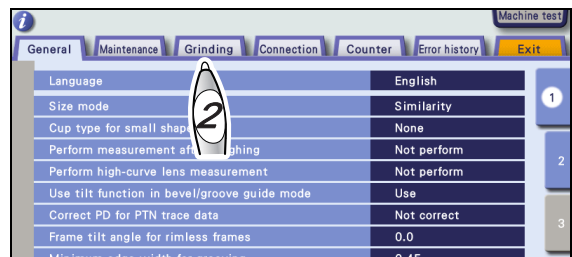 i
Machine test
General Maintenance Grinding Connection Counter Error history Exit
Language English
Size mode Similarity
Cup type for small None
Perform measurement Not perform
Perform high-curve lens measurement Not perform
Use tilt function in bevel/groove guide mode Use
Correct PD for PTN trace data Not correct
Frame tilt angle for rimless frames 0.0
1
2
3
2